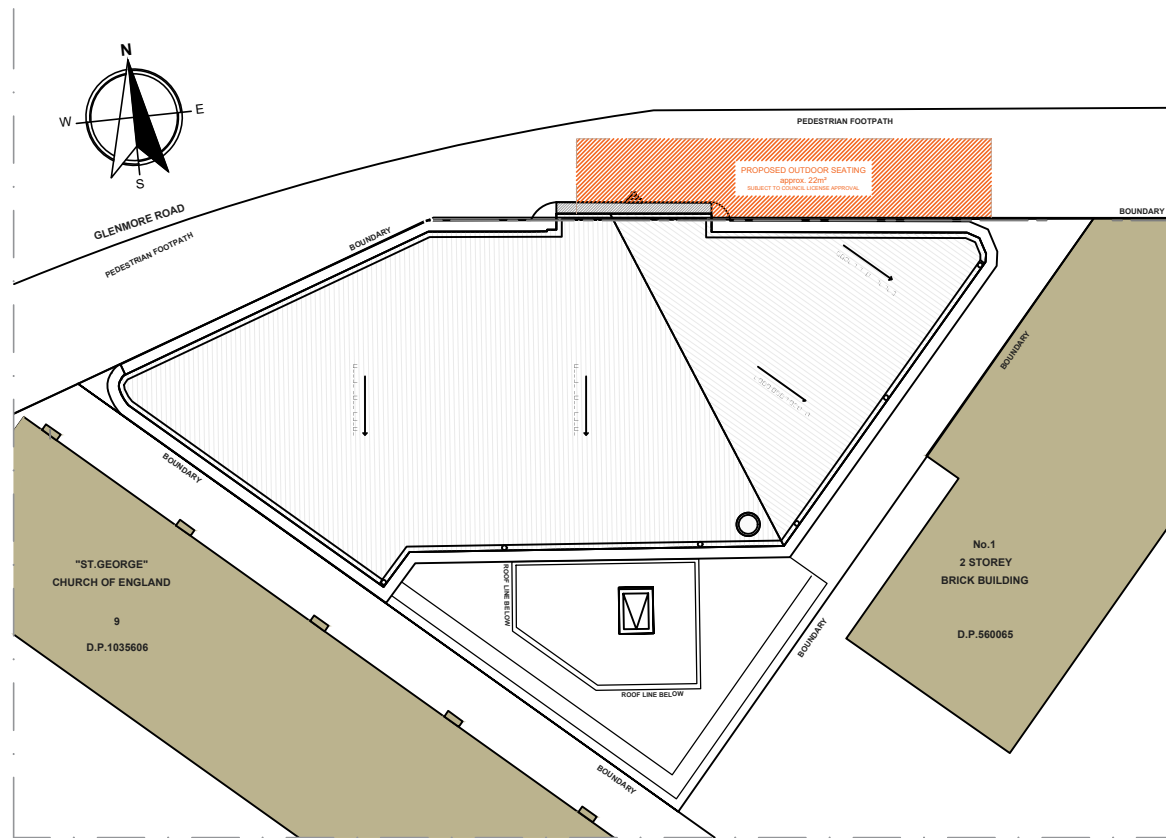 N
W
E
S
PEDESTRIAN FOOTPATH
PROPOSED OUTDOOR SEATING
approx. 22m²
SUBJECT TO COUNCIL LICENSE APPROVAL
BOUNDARY
GLENMORE ROAD
PEDESTRIAN FOOTPATH
BOUNDARY
BOUNDARY
BOUNDARY
"ST.GEORGE"
CHURCH OF ENGLAND
9
D.P.1035606
No.1
2 STOREY
BRICK BUILDING
D.P.560065
ROOF LINE BELOW
ROOF LINE BELOW
BOUNDARY
BOUNDARY